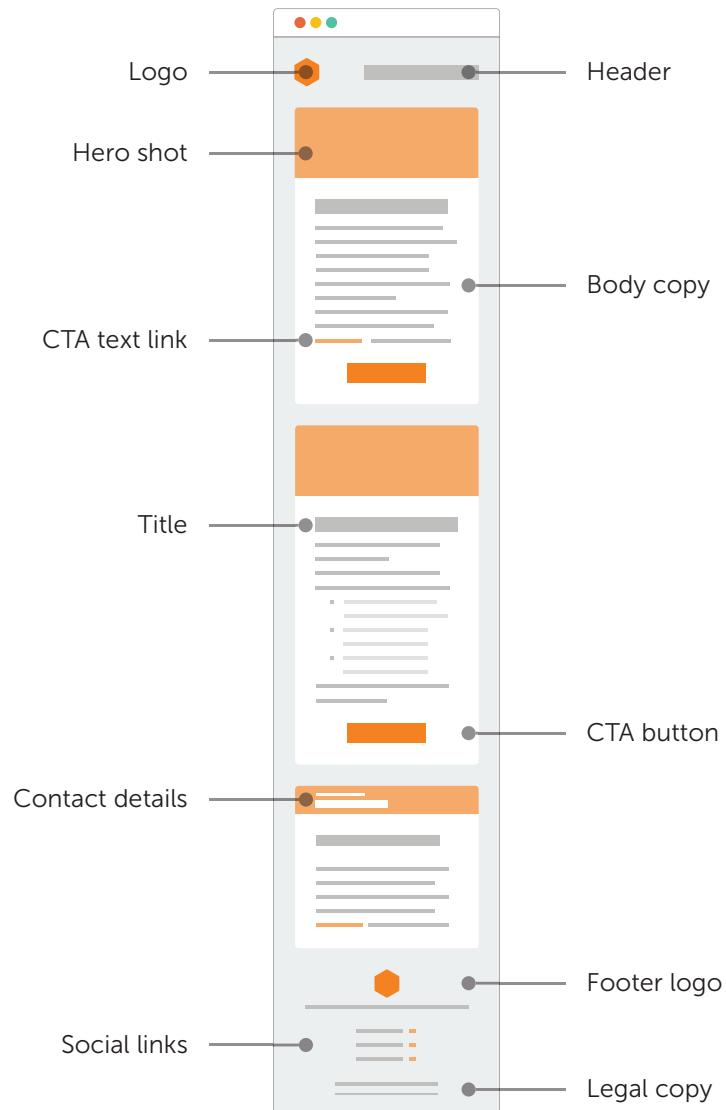 Logo
Header
Hero shot
Body copy
CTA text link
Title
CTA button
Contact details
Footer logo
Social links
Legal copy